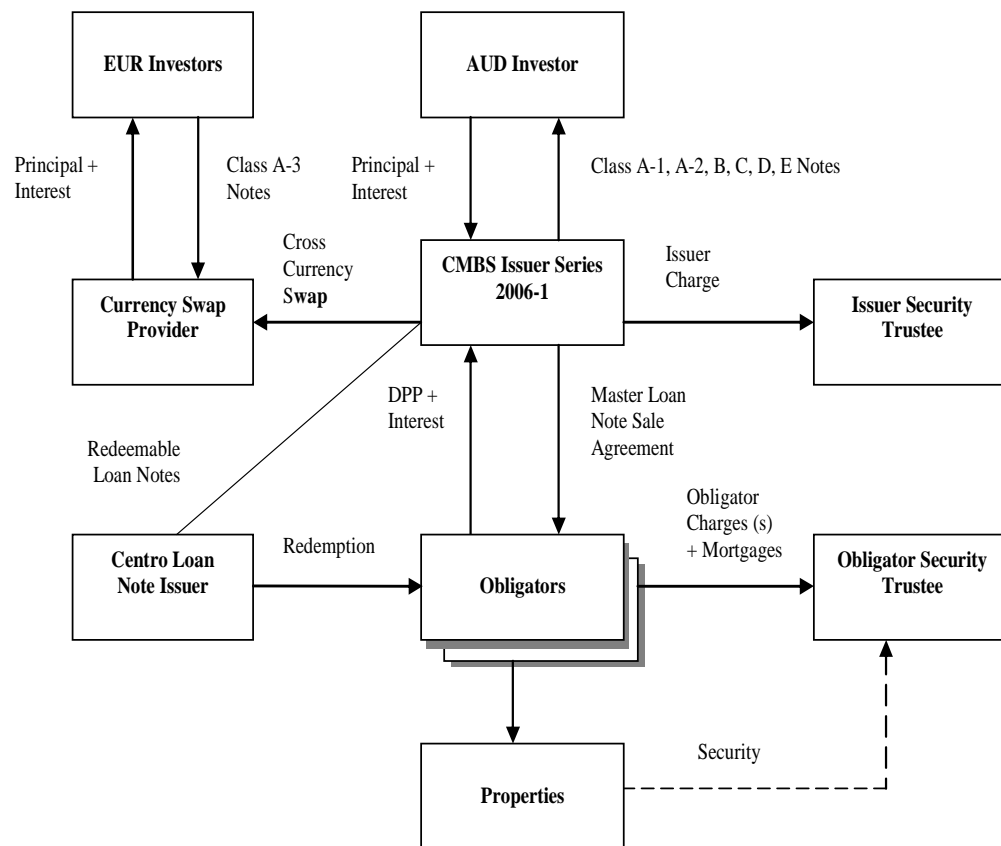 EUR Investors
AUD Investor
Principal +
Interest
Class A-3
Notes
Principal +
Interest
Class A-1, A-2, B, C, D, E Notes
Cross
Currency
Swap
CMBS Issuer Series
2006-1
Issuer
Charge
Currency Swap
Provider
Issuer Security
Trustee
DPP +
Interest
Master Loan
Note Sale
Agreement
Redeemable
Loan Notes
Obligator
Charges (s)
+ Mortgages
Centro Loan
Note Issuer
Redemption
Obligators
Obligator Security
Trustee
Properties
Security